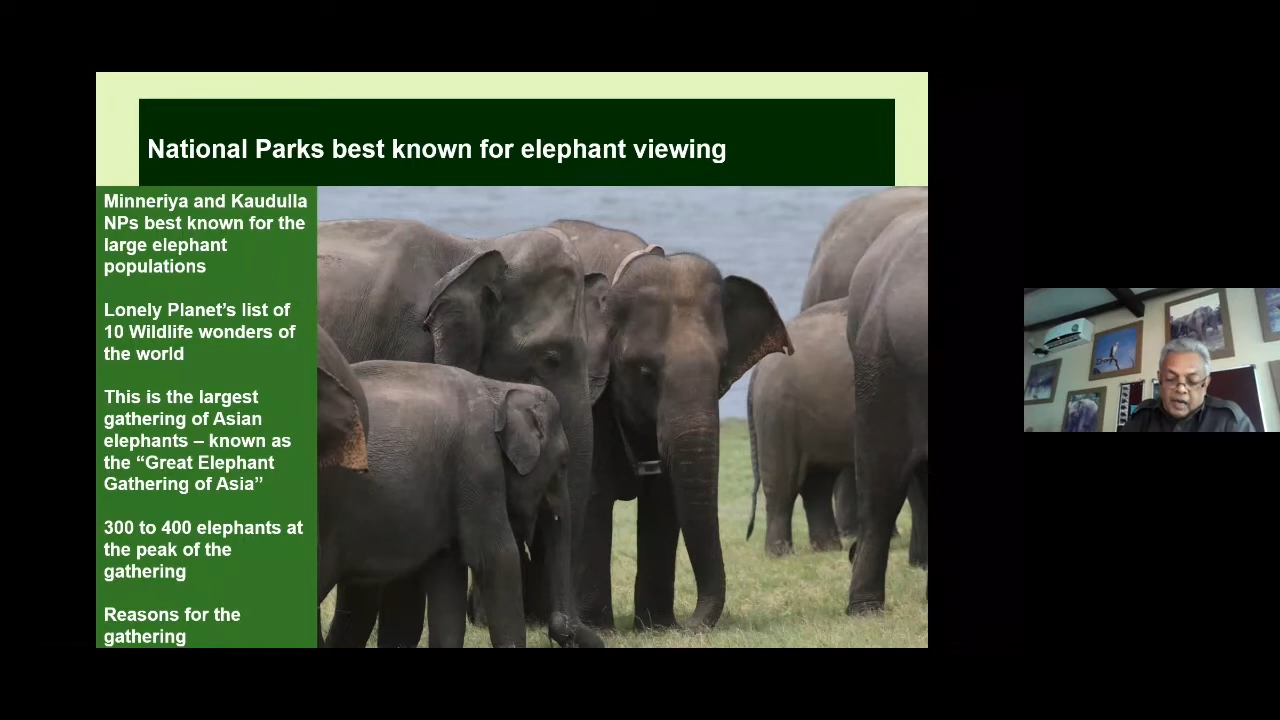 National Parks best known for elephant viewing
Minneriya and Kaudulla
NPs best known for the
large elephant
populations
Lonely Planet’s list of
10 Wildlife wonders of
the world
This is the largest
gathering of Asian
elephants – known as
the “Great Elephant
Gathering of Asia”
300 to 400 elephants at
the peak of the
gathering
Reasons for the
gathering